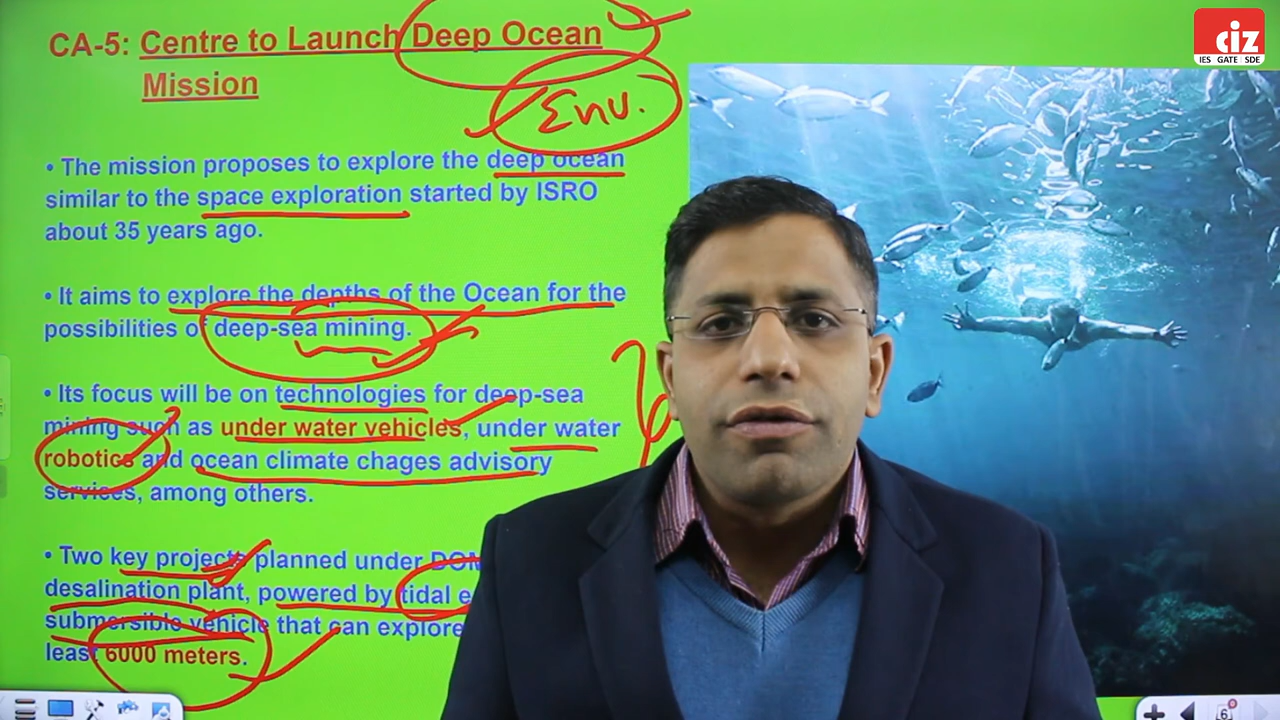 CA-5: Centre to Launch Deep Ocean
Mission
Env.
• The mission proposes to explore the deep ocean
similar to the space exploration started by ISRO
about 35 years ago.
• It aims to explore the depths of the Ocean for the
possibilities of deep-sea mining.
• Its focus will be on technologies for deep-sea
mining such as under water vehicles, under water
robotics and ocean climate chages advisory
services, among others.
• Two key projects planned under DOM
desalination plant, powered by tidal e
submersible vehicle that can explore
least 6000 meters.
ciz
IES GATE SDE
6